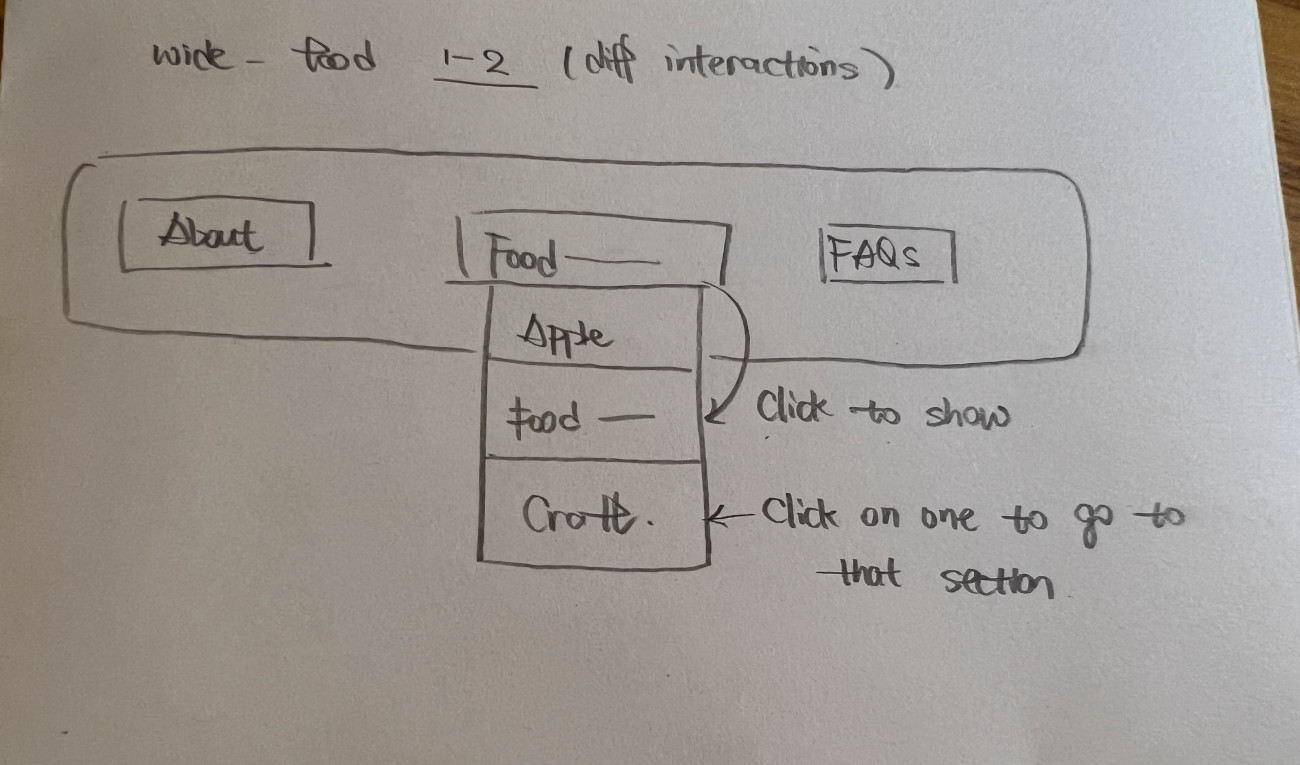 wide - food 1-2 (diff interactions)
About
Food
FAQs
Apple
food
Click to show
Craft.
Click on one to go to
that section